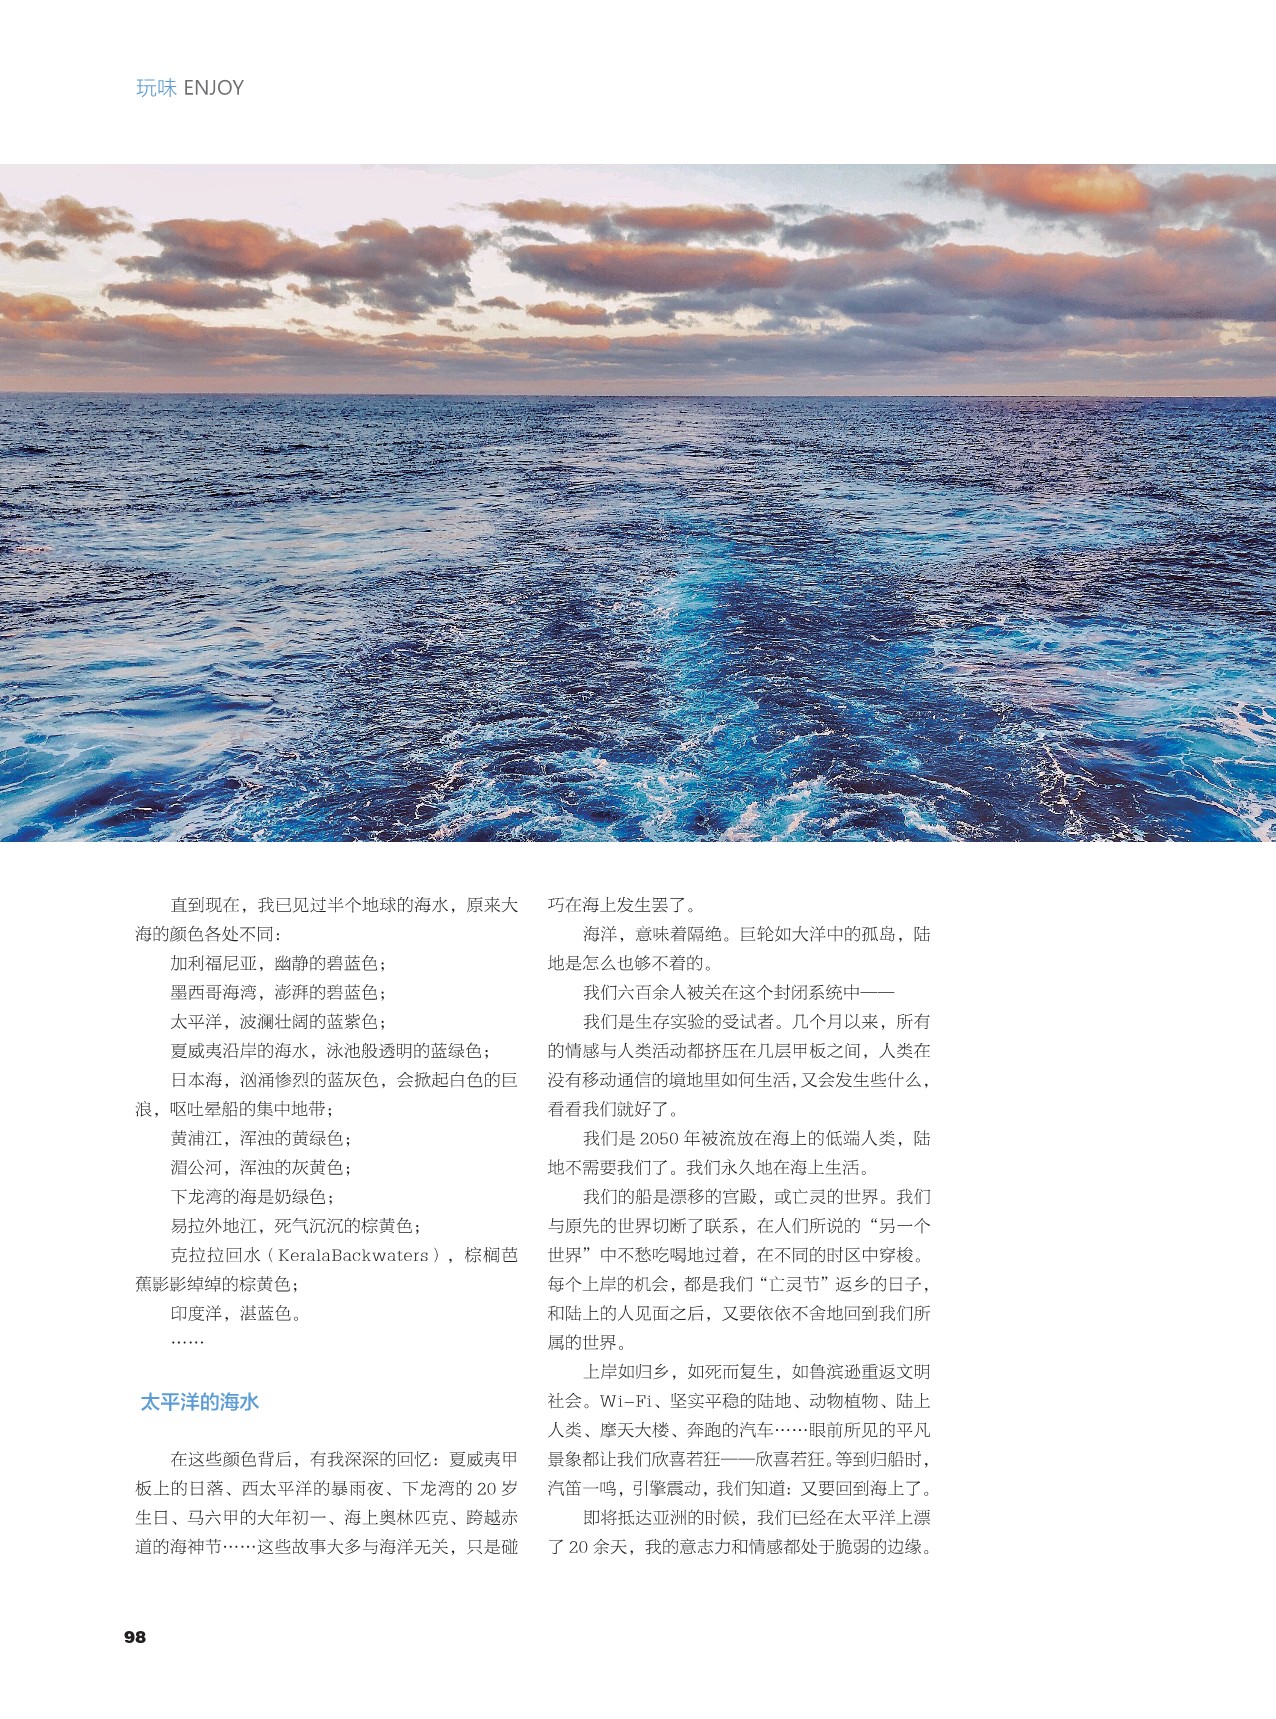 玩味 ENJOY
直到现在，我已见过半个地球的海水，原来大
海的颜色各处不同：
加利福尼亚，幽静的碧蓝色；
墨西哥海湾，澎湃的碧蓝色；
太平洋，波澜壮阔的蓝紫色；
夏威夷沿岸的海水，泳池般透明的蓝绿色；
日本海，汹涌惨烈的蓝灰色，会掀起白色的巨
浪，呕吐晕船的集中地带；
黄浦江，浑浊的黄绿色；
湄公河，浑浊的灰黄色；
下龙湾的海是奶绿色；
易拉外地江，死气沉沉的棕黄色；
克拉拉回水（KeralaBackwaters），棕榈芭
蕉影影绰绰的棕黄色；
印度洋，湛蓝色。
……
太平洋的海水
在这些颜色背后，有我深深的回忆：夏威夷甲
板上的日落、西太平洋的暴雨夜、下龙湾的 20 岁
生日、马六甲的大年初一、海上奥林匹克、跨越赤
道的海神节……这些故事大多与海洋无关，只是碰
巧在海上发生罢了。
海洋，意味着隔绝。巨轮如大洋中的孤岛，陆
地是怎么也够不着的。
我们六百余人被关在这个封闭系统中——
我们是生存实验的受试者。几个月以来，所有
的情感与人类活动都挤压在几层甲板之间，人类在
没有移动通信的境地里如何生活，又会发生些什么，
看看我们就好了。
我们是 2050 年被流放在海上的低端人类，陆
地不需要我们了。我们永久地在海上生活。
我们的船是漂移的宫殿，或亡灵的世界。我们
与原先的世界切断了联系，在人们所说的“另一个
世界”中不愁吃喝地过着，在不同的时区中穿梭。
每个上岸的机会，都是我们“亡灵节”返乡的日子，
和陆上的人见面之后，又要依依不舍地回到我们所
属的世界。
上岸如归乡，如死而复生，如鲁滨逊重返文明
社会。Wi-Fi、坚实平稳的陆地、动物植物、陆上
人类、摩天大楼、奔跑的汽车……眼前所见的平凡
景象都让我们欣喜若狂——欣喜若狂。等到归船时，
汽笛一鸣，引擎震动，我们知道：又要回到海上了。
即将抵达亚洲的时候，我们已经在太平洋上漂
了 20 余天，我的意志力和情感都处于脆弱的边缘。
98